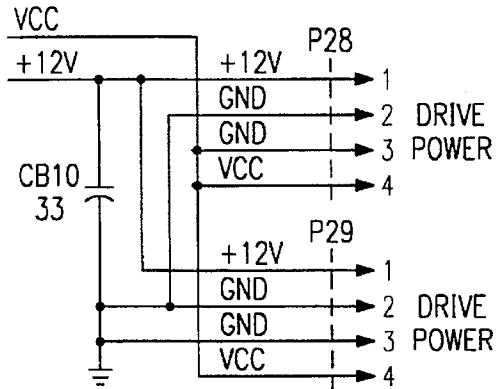 VCC
P28
+12V +12V 1
GND 2 DRIVE
GND 3 POWER
CB10 VCC 4
33
P29
+12V 1
GND 2 DRIVE
GND 3 POWER
VCC 4